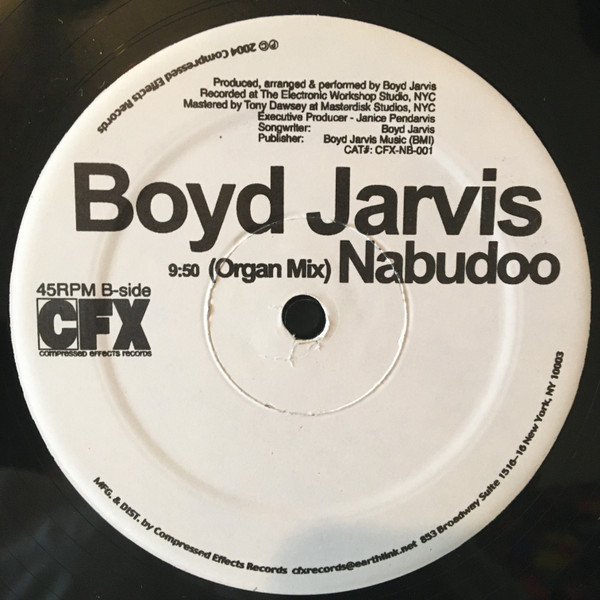 ℗© 2004 Compressed Effects Records
Produced, arranged & performed by Boyd Jarvis
Recorded at The Electronic Workshop Studio, NYC
Mastered by Tony Dawsey at Masterdisk Studios, NYC
Executive Producer - Janice Pendarvis
Songwriter: Boyd Jarvis
Publisher: Boyd Jarvis Music (BMI)
CAT#: CFX-NB-001
Boyd Jarvis
9:50 (Organ Mix) Nabudoo
45RPM B-side
CFX
compressed effects records
MFG. & DIST. by Compressnd Effects Records cfxrecords@earthlink.net 853 Broadway Suite 1516-16 New York, NY 10003